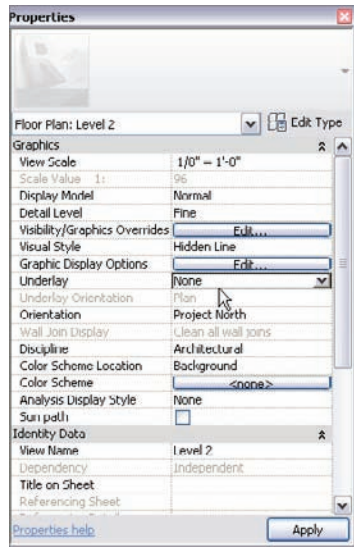 Properties
Floor Plan: Level 2 Edit Type
Graphics
View Scale 1/8" = 1'-0"
Scale Value 1: 96
Display Model Normal
Detail Level Fine
Visibility/Graphics Overrides Edit...
Visual Style Hidden Line
Graphic Display Options Edit...
Underlay None
Underlay Orientation Plan
Orientation Project North
Wall Join Display Clean all wall joins
Discipline Architectural
Color Scheme Location Background
Color Scheme <none>
Analysis Display Style None
Sun path
Identity Data
View Name Level 2
Dependency Independent
Title on Sheet
Referencing Sheet
Properties help Apply